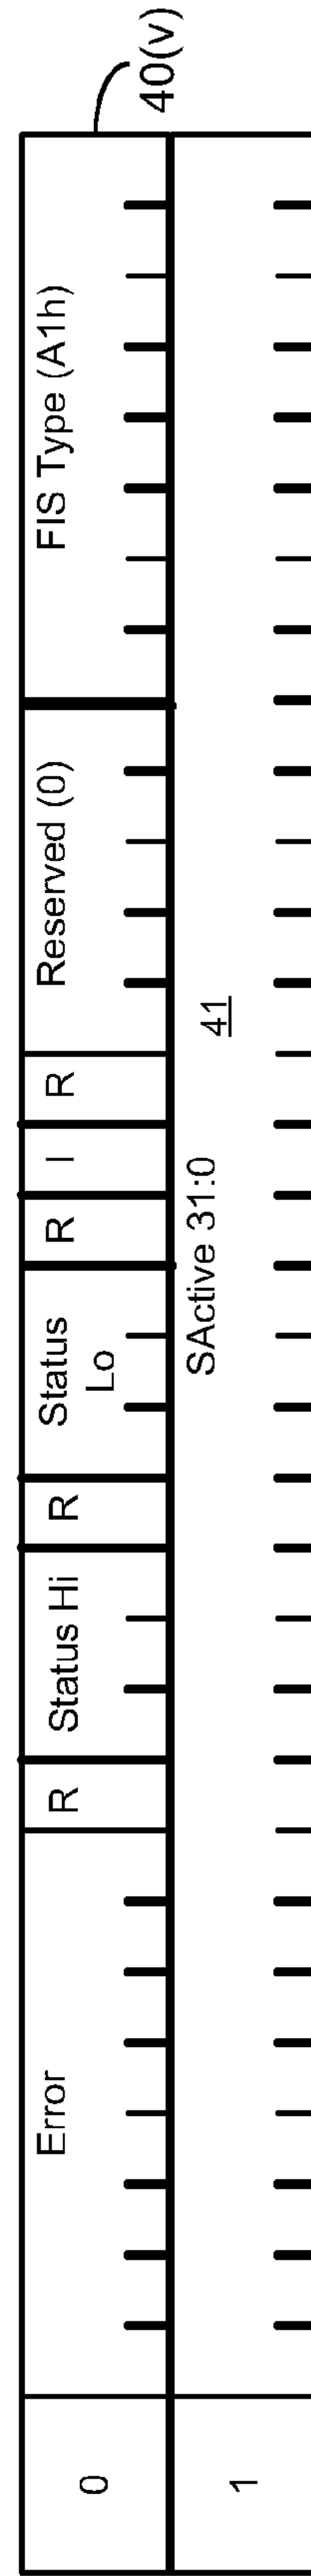 40(v)
0
Error
R
Status Hi
R
Status
Lo
R
I
R
Reserved (0)
FIS Type (A1h)
1
SActive 31:0
41